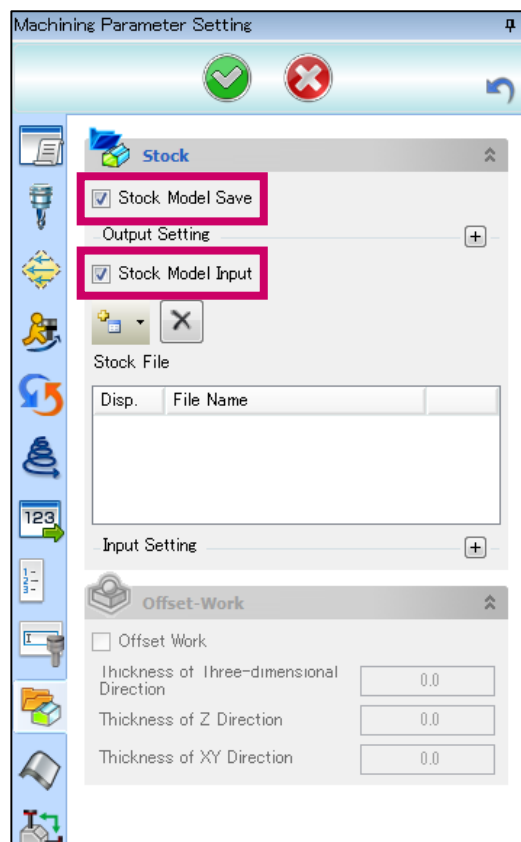 Machining Parameter Setting
Stock
Stock Model Save
Output Setting
Stock Model Input
Stock File
Disp. File Name
123
Input Setting
Offset-Work
Offset Work
Thickness of Three-dimensional
Direction
0.0
Thickness of Z Direction 0.0
Thickness of XY Direction 0.0